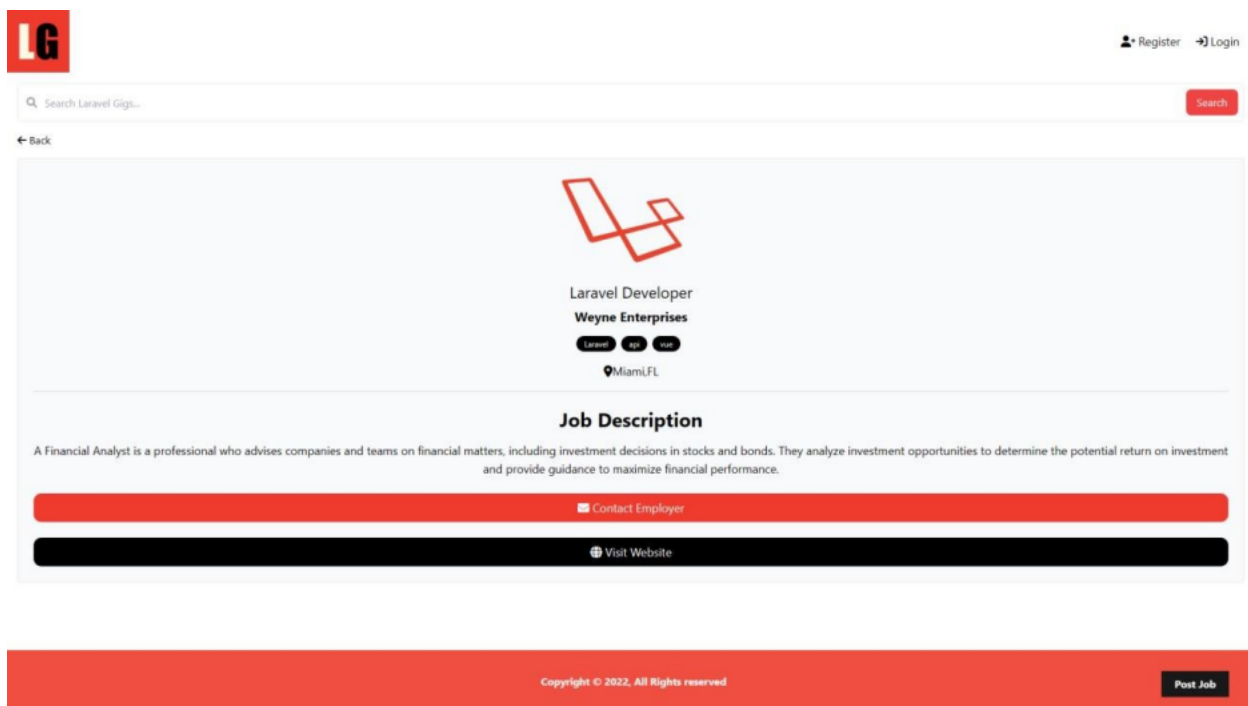 LG
Register Login
Search Laravel Gigs...
Search
Back
Laravel Developer
Weyne Enterprises
Laravel api vue
Miami,FL
Job Description
A Financial Analyst is a professional who advises companies and teams on financial matters, including investment decisions in stocks and bonds. They analyze investment opportunities to determine the potential return on investment
and provide guidance to maximize financial performance.
Contact Employer
Visit Website
Copyright © 2022, All Rights reserved
Post Job